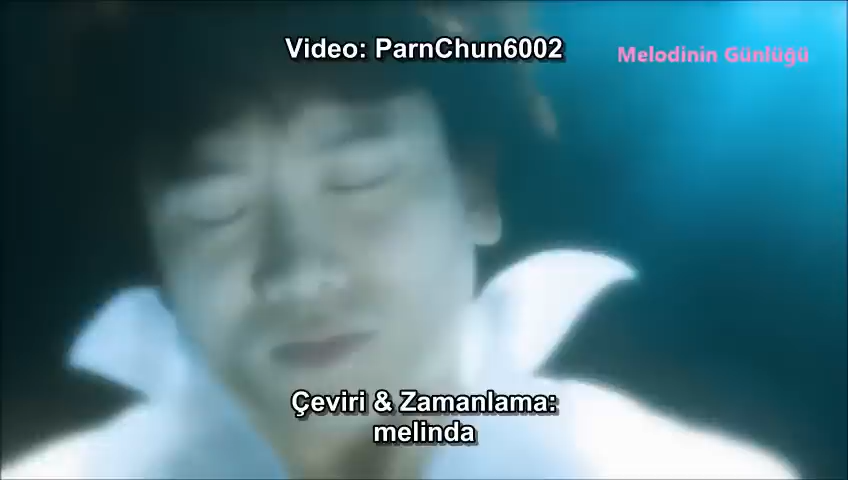 Video: ParnChun6002
Melodinin Günlüğü
Çeviri & Zamanlama:
melinda